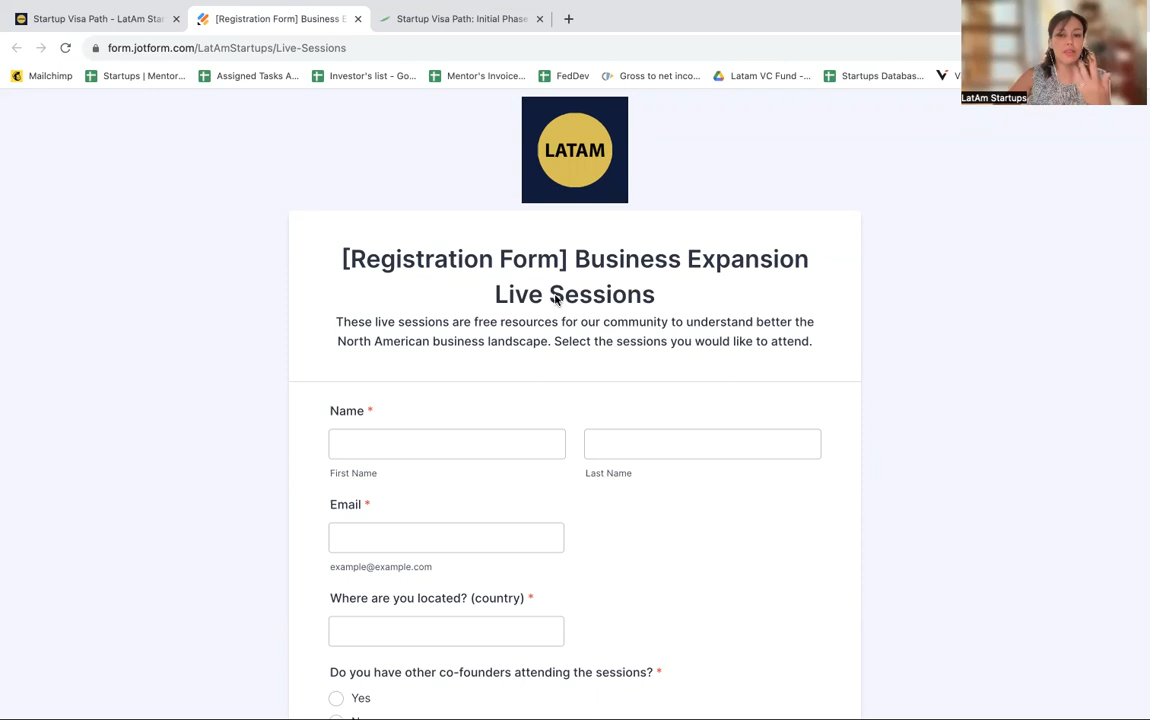 Startup Visa Path - LatAm Star
[Registration Form] Business E
Startup Visa Path: Initial Phase
form.jotform.com/LatAmStartups/Live-Sessions
Mailchimp
Startups | Mentor...
Assigned Tasks A...
Investor's list - Go...
Mentor's Invoice...
FedDev
Gross to net inco...
Latam VC Fund -...
Startups Databas...
V
LatAm Startups
LATAM
[Registration Form] Business Expansion
Live Sessions
These live sessions are free resources for our community to understand better the
North American business landscape. Select the sessions you would like to attend.
Name *
First Name
Last Name
Email *
example@example.com
Where are you located? (country) *
Do you have other co-founders attending the sessions? *
Yes